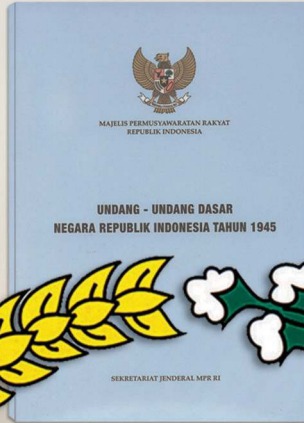 MAJELIS PERMUSYAWARATAN RAKYAT
REPUBLIK INDONESIA
UNDANG - UNDANG DASAR
NEGARA REPUBLIK INDONESIA TAHUN 1945
SEKRETARIAT JENDERAL MPR RI